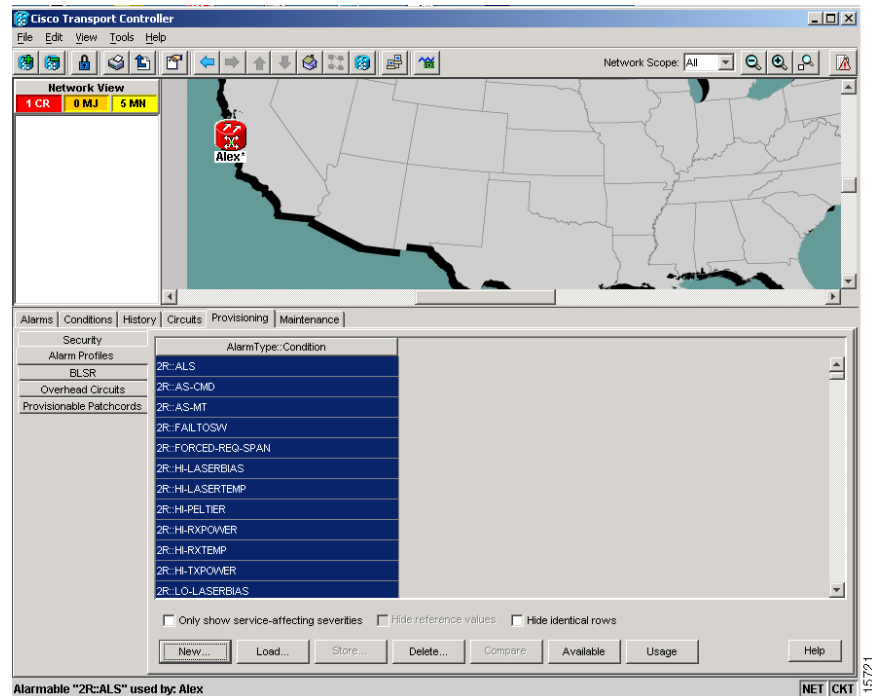 Cisco Transport Controller
File Edit View Tools Help
Network Scope: All
Network View
1 CR 0 MJ 5 MN
Alex*
Alarms Conditions History Circuits Provisioning Maintenance
Security
Alarm Profiles
BLSR
Overhead Circuits
Provisionable Patchcords
AlarmType::Condition
2R::ALS
2R::AS-CMD
2R::AS-MT
2R::FAILTOSW
2R::FORCED-REQ-SPAN
2R::HI-LASERBIAS
2R::HI-LASERTEMP
2R::HI-PELTIER
2R::HI-RXPOWER
2R::HI-RXTEMP
2R::HI-TXPOWER
2R::LO-LASERBIAS
Only show service-affecting severities Hide reference values Hide identical rows
New... Load... Store... Delete... Compare Available Usage Help
Alarmable "2R::ALS" used by: Alex NET CKT